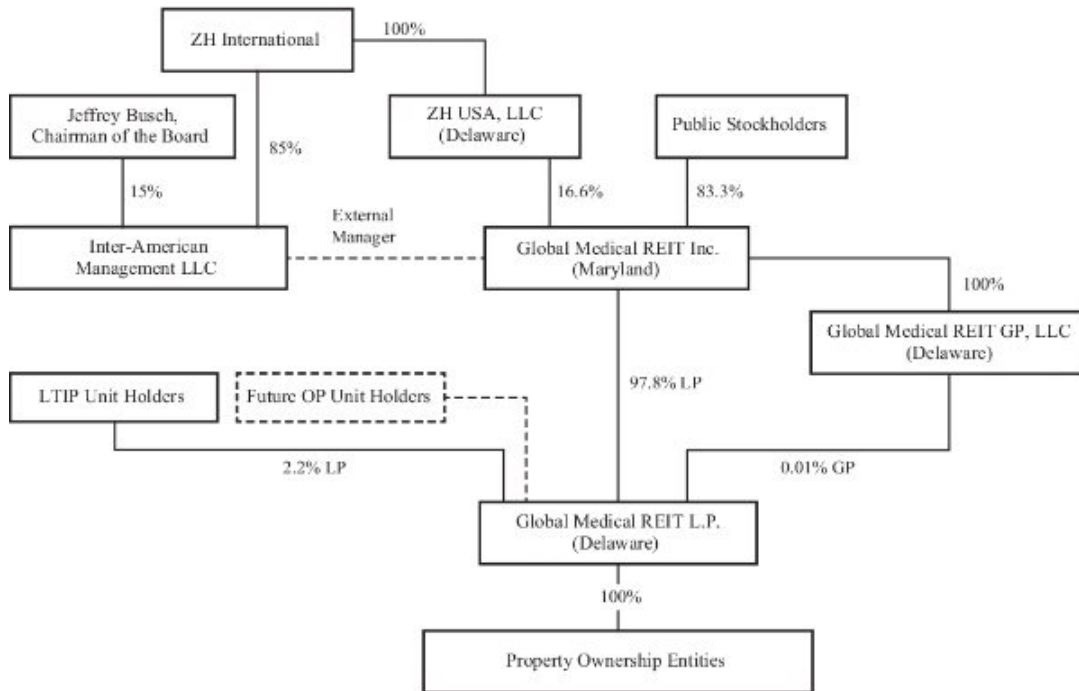 ZH International
100%
Jeffrey Busch,
Chairman of the Board
ZH USA, LLC
(Delaware)
Public Stockholders
85%
15%
16.6%
83.3%
External
Manager
Inter-American
Management LLC
Global Medical REIT Inc.
(Maryland)
100%
Global Medical REIT GP, LLC
(Delaware)
97.8% LP
LTIP Unit Holders
Future OP Unit Holders
2.2% LP
0.01% GP
Global Medical REIT L.P.
(Delaware)
100%
Property Ownership Entities